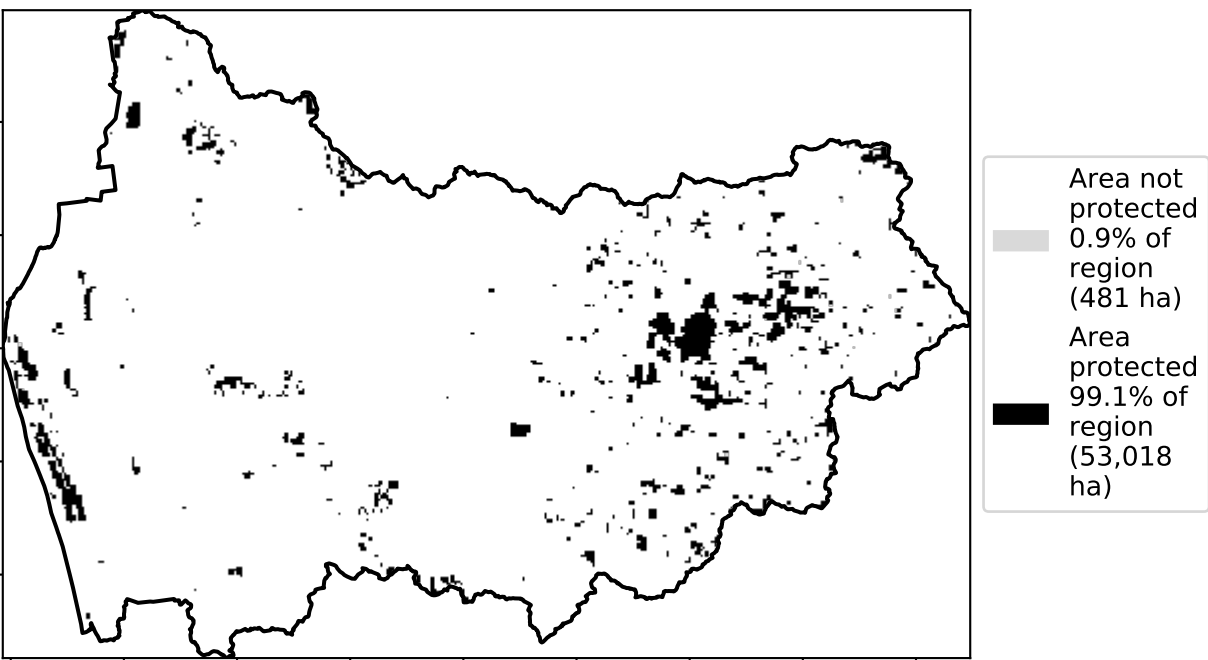 Area not
protected
0.9% of
region
(481 ha)
Area
protected
99.1% of
region
(53,018
ha)